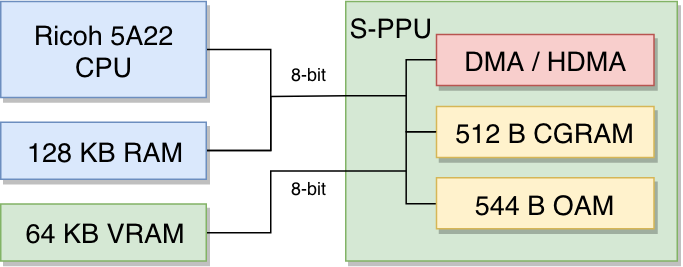 Ricoh 5A22
CPU
128 KB RAM
64 KB VRAM
8-bit
8-bit
S-PPU
DMA / HDMA
512 B CGRAM
544 B OAM